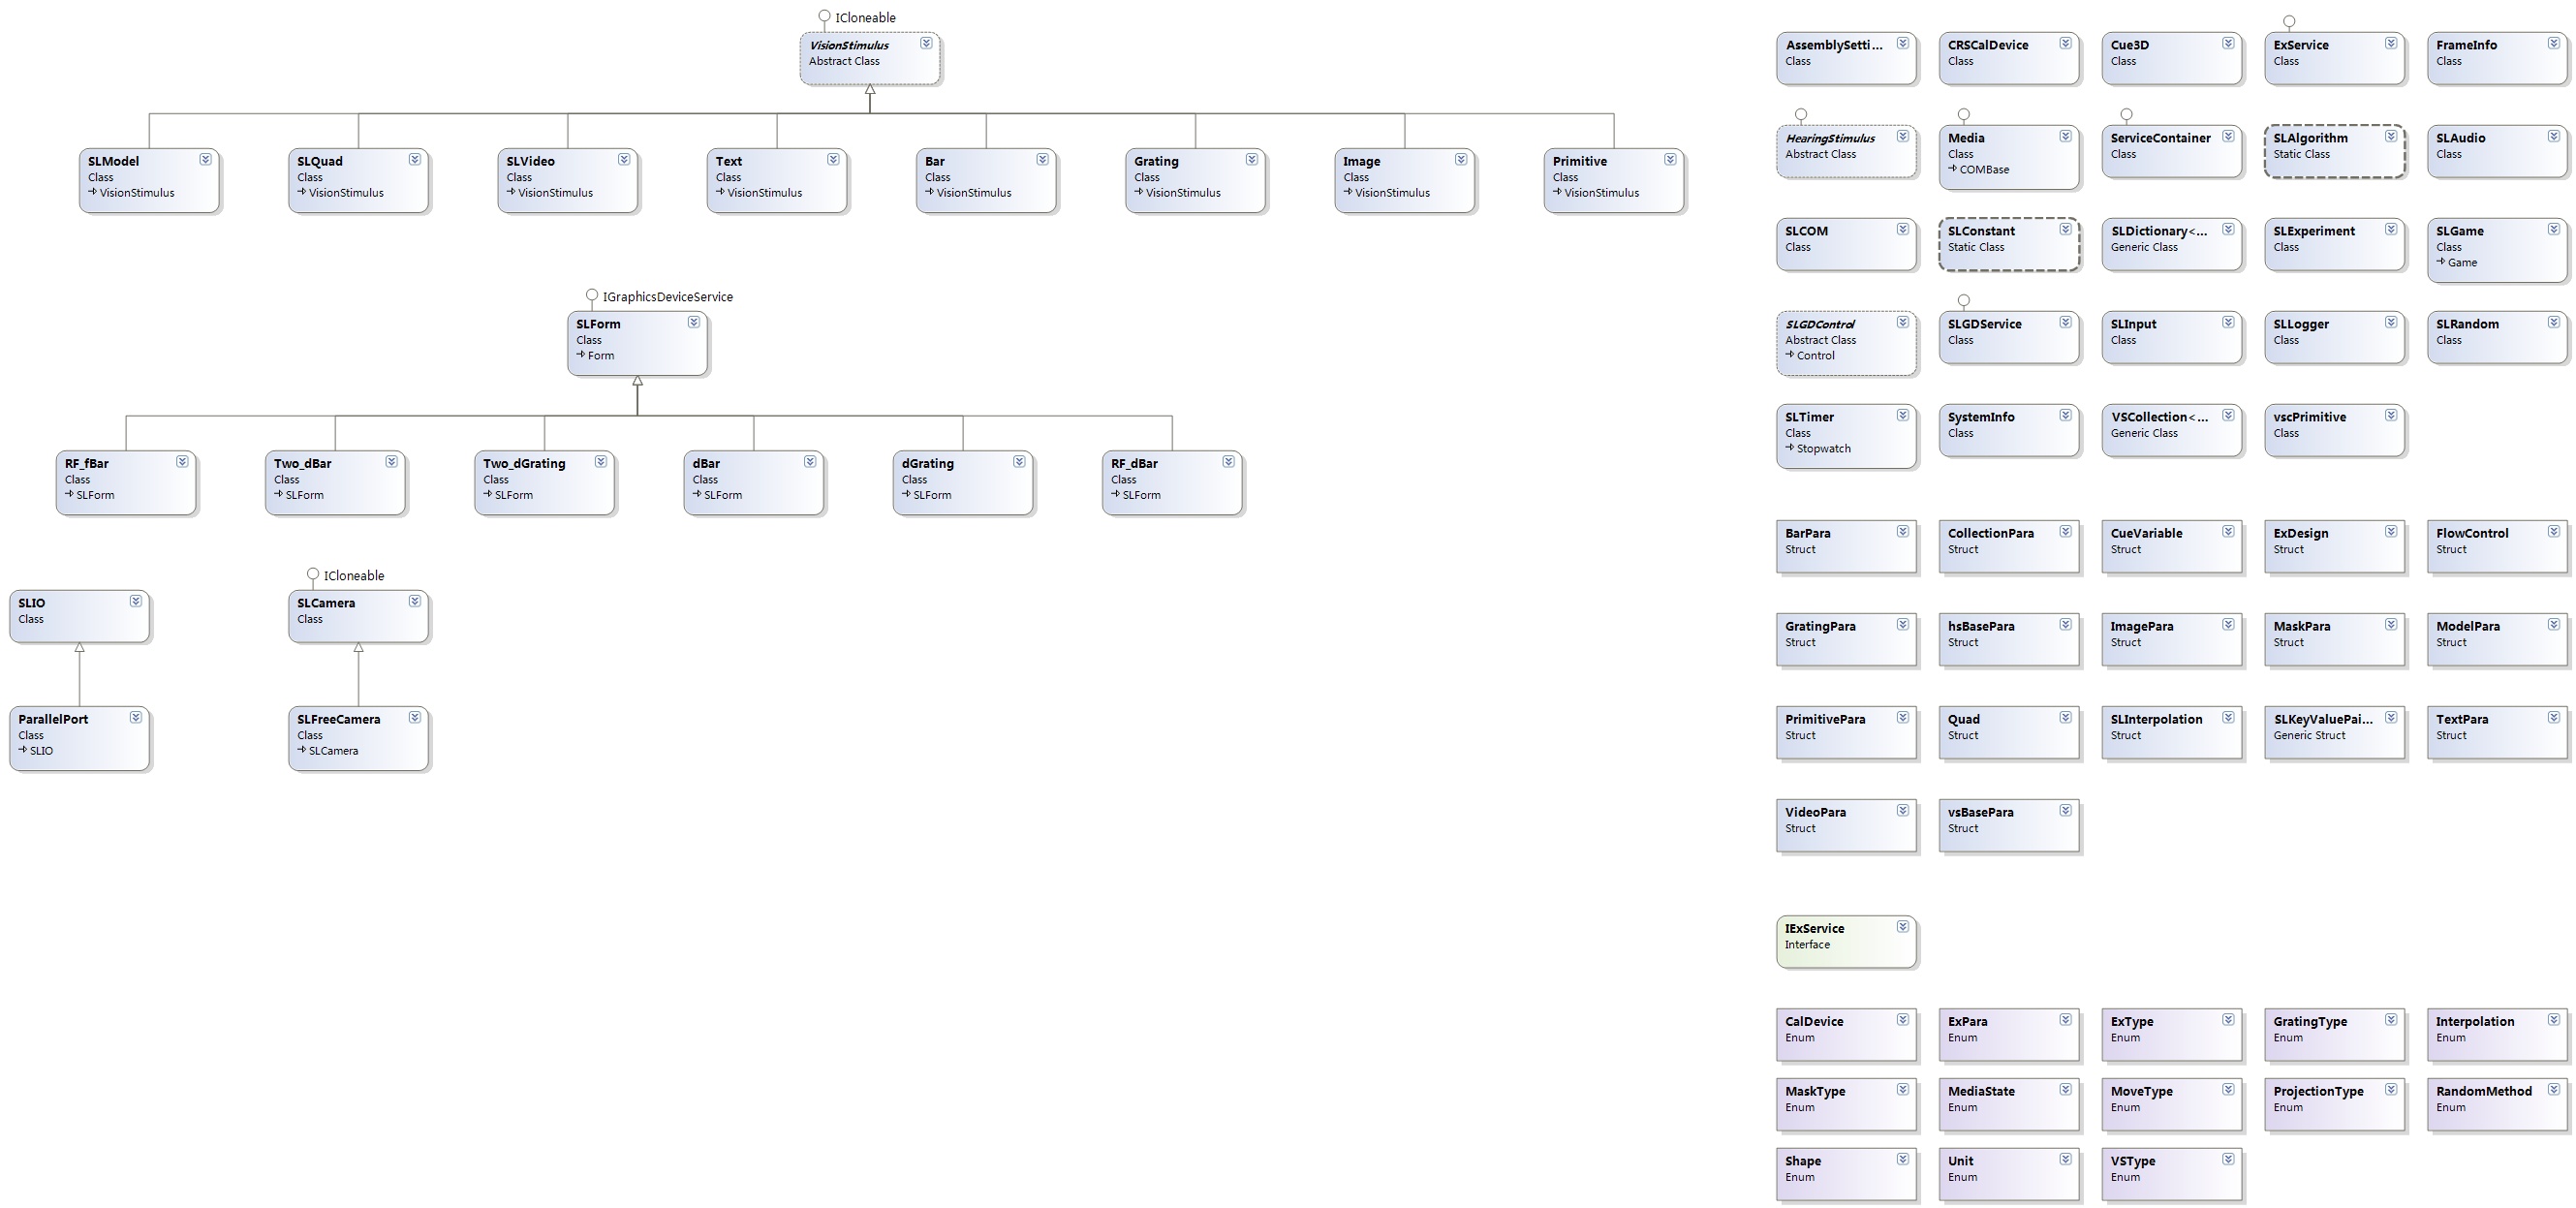 ICloneable
VisionStimulus
Abstract Class
SLModel
Class
VisionStimulus
SLQuad
Class
VisionStimulus
SLVideo
Class
VisionStimulus
Text
Class
VisionStimulus
Bar
Class
VisionStimulus
Grating
Class
VisionStimulus
Image
Class
VisionStimulus
Primitive
Class
VisionStimulus
IGraphicsDeviceService
SLForm
Class
Form
RF_fBar
Class
SLForm
Two_dBar
Class
SLForm
Two_dGrating
Class
SLForm
dBar
Class
SLForm
dGrating
Class
SLForm
RF_dBar
Class
SLForm
SLIO
Class
ICloneable
SLCamera
Class
ParallelPort
Class
SLIO
SLFreeCamera
Class
SLCamera
AssemblySetti...
Class
CRSCalDevice
Class
Cue3D
Class
ExService
Class
FrameInfo
Class
HearingStimulus
Abstract Class
Media
Class
COMBase
ServiceContainer
Class
SLAlgorithm
Static Class
SLAudio
Class
SLCOM
Class
SLConstant
Static Class
SLDictionary<...
Generic Class
SLExperiment
Class
SLGame
Class
Game
SLGDControl
Abstract Class
Control
SLGDService
Class
SLInput
Class
SLLogger
Class
SLRandom
Class
SLTimer
Class
Stopwatch
SystemInfo
Class
VSCollection<...
Generic Class
vscPrimitive
Class
BarPara
Struct
CollectionPara
Struct
CueVariable
Struct
ExDesign
Struct
FlowControl
Struct
GratingPara
Struct
hsBasePara
Struct
ImagePara
Struct
MaskPara
Struct
ModelPara
Struct
PrimitivePara
Struct
Quad
Struct
SLInterpolation
Struct
SLKeyValuePai...
Generic Struct
TextPara
Struct
VideoPara
Struct
vsBasePara
Struct
IExService
Interface
CalDevice
Enum
ExPara
Enum
ExType
Enum
GratingType
Enum
Interpolation
Enum
MaskType
Enum
MediaState
Enum
MoveType
Enum
ProjectionType
Enum
RandomMethod
Enum
Shape
Enum
Unit
Enum
VSType
Enum